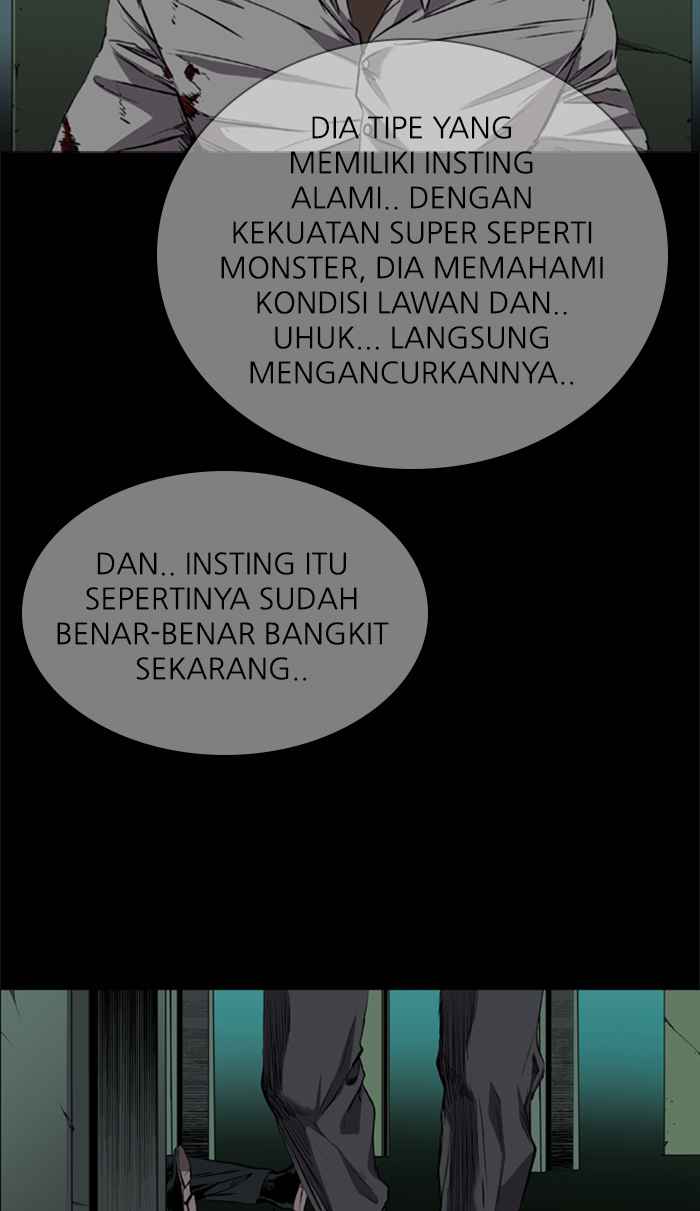 DIA TIPE YANG
MEMILIKI INSTING
ALAMI.. DENGAN
KEKUATAN SUPER SEPERTI
MONSTER, DIA MEMAHAMI
KONDISI LAWAN DAN..
UHUK... LANGSUNG
MENGANCURKANNYA..
DAN.. INSTING ITU
SEPERTINYA SUDAH
BENAR-BENAR BANGKIT
SEKARANG..